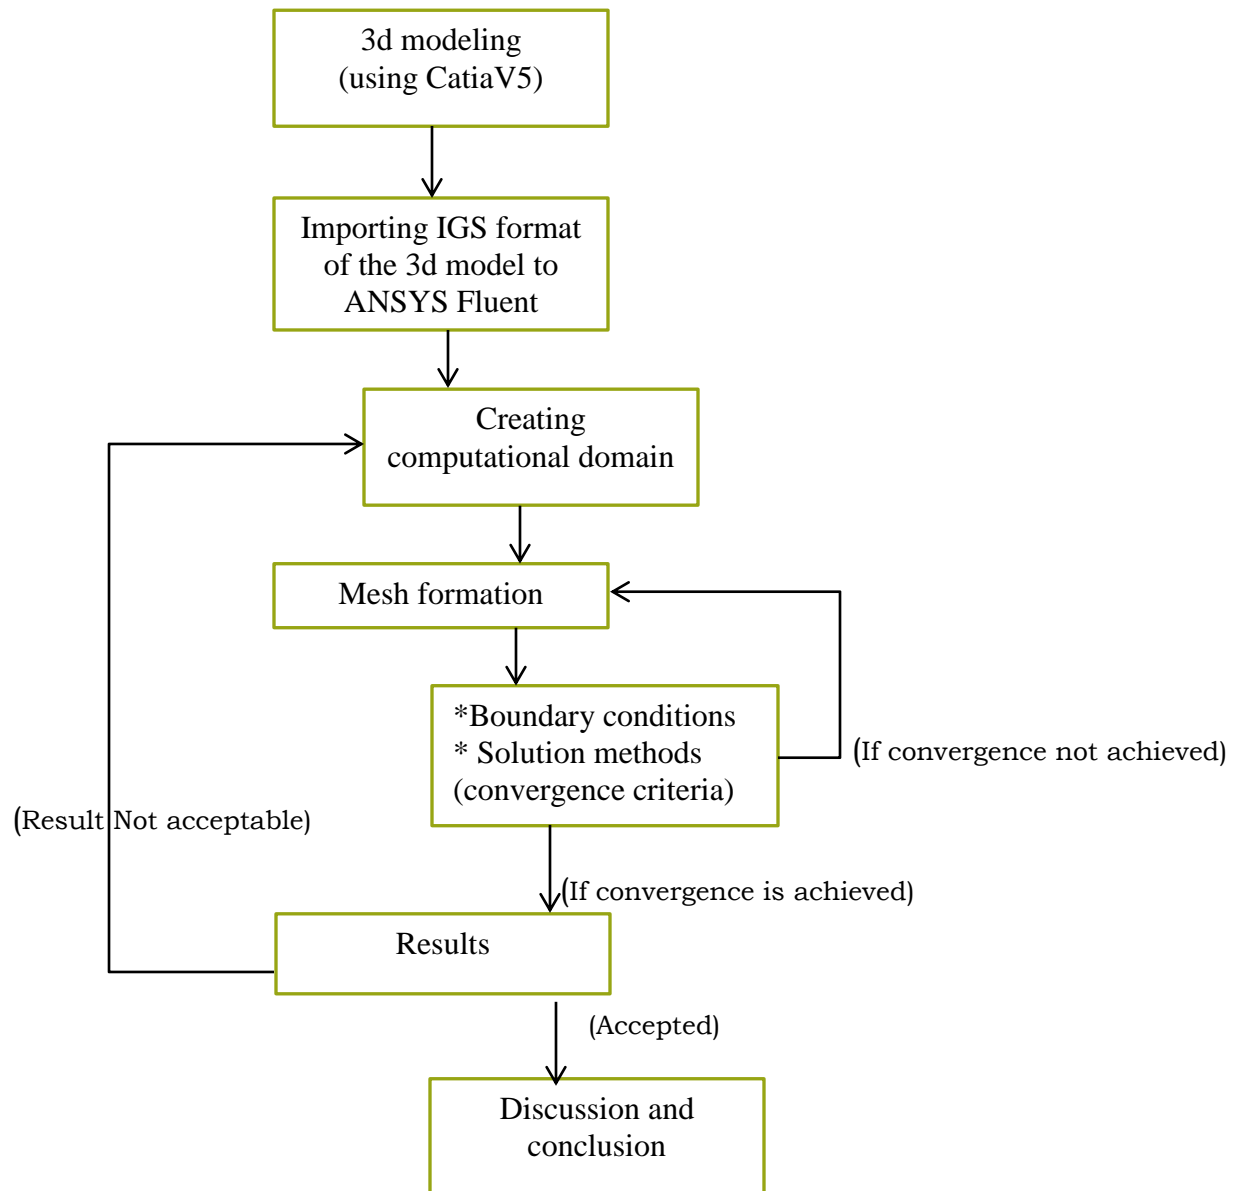 3d modeling
(using CatiaV5)
Importing IGS format
of the 3d model to
ANSYS Fluent
Creating
computational domain
Mesh formation
*Boundary conditions
* Solution methods
(convergence criteria)
(If convergence not achieved)
(Result Not acceptable)
(If convergence is achieved)
Results
(Accepted)
Discussion and
conclusion